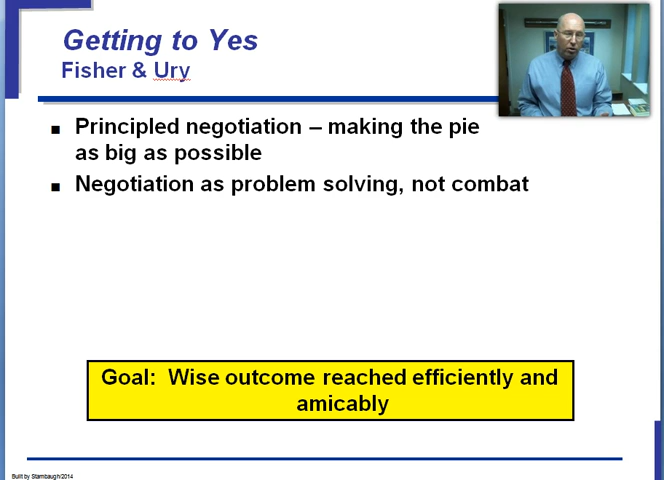 Getting to Yes
Fisher & Ury
■ Principled negotiation – making the pie
as big as possible
■ Negotiation as problem solving, not combat
Goal: Wise outcome reached efficiently and
amicably
Built by Stambaugh/2014